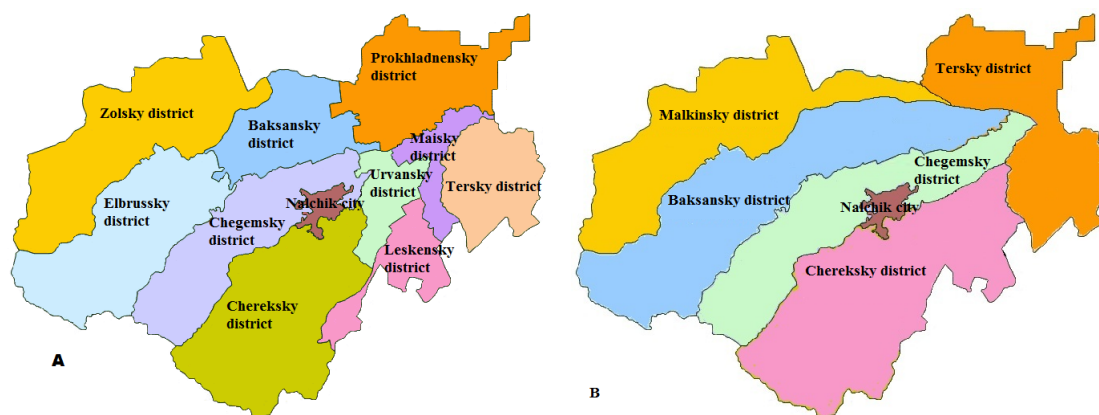 Prokhladnensky
district
Zolsky district
Baksansky
district
Maisky
district
Urvansky
district
Tersky district
Elbrussky
district
Nalchik city
Chegemsky
district
Leskensky
district
Chereksky
district
A
Tersky district
Malkinsky district
Chegemsky
district
Baksansky district
Nalchik city
Chereksky district
B